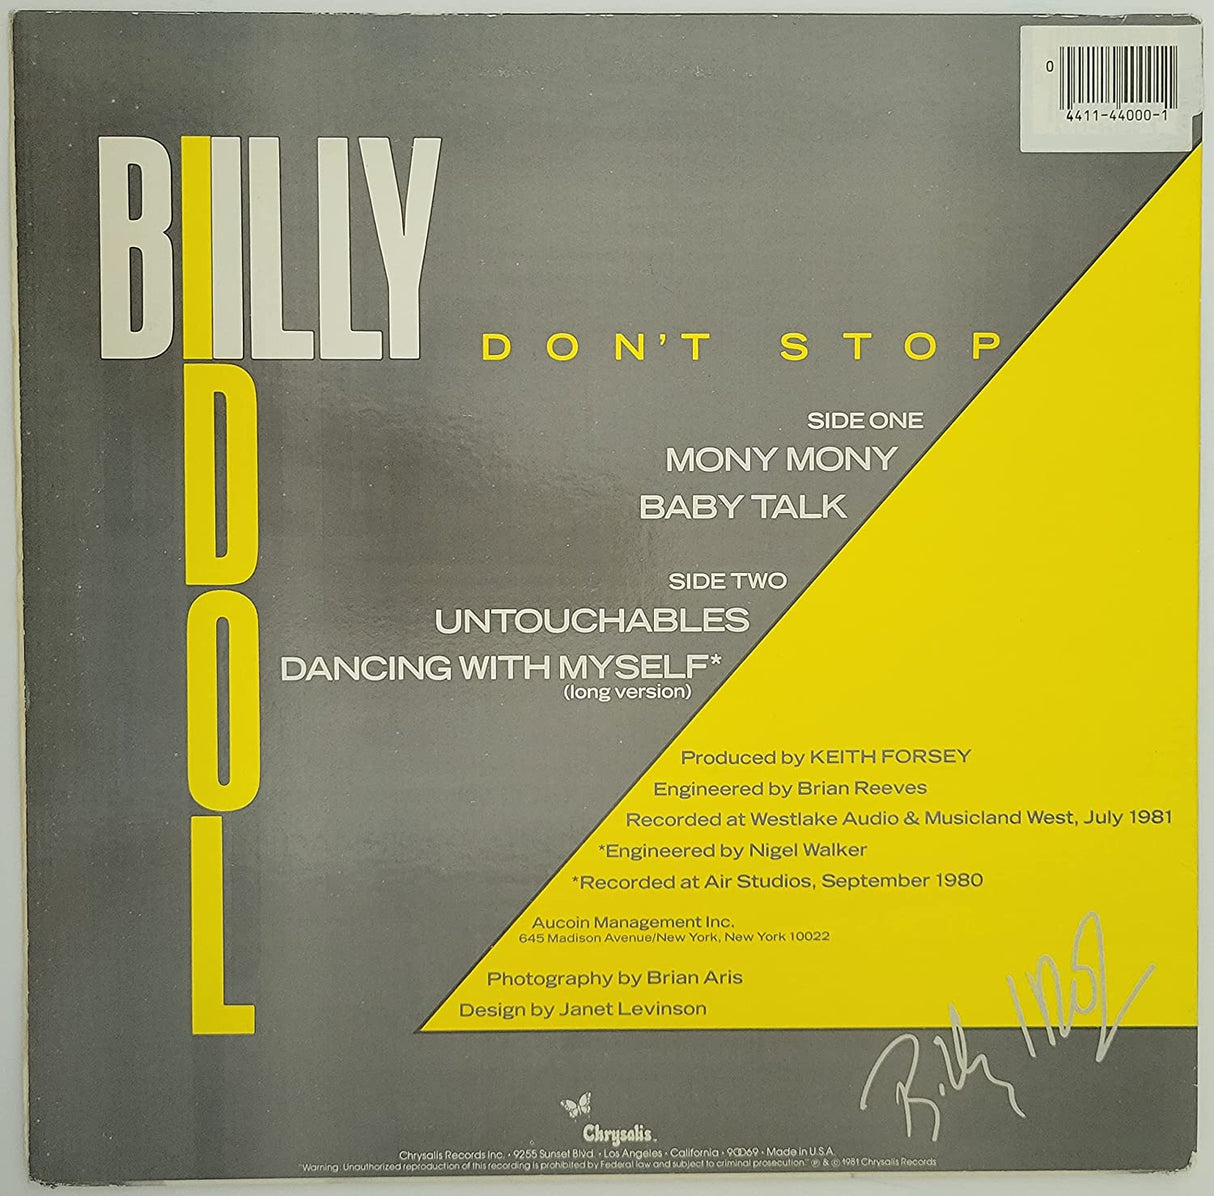 0
4411-44000-1
BILLY
IDOL
DON'T STOP
SIDE ONE
MONY MONY
BABY TALK
SIDE TWO
UNTOUCHABLES
DANCING WITH MYSELF*
(long version)
Produced by KEITH FORSEY
Engineered by Brian Reeves
Recorded at Westlake Audio & Musicland West, July 1981
*Engineered by Nigel Walker
*Recorded at Air Studios, September 1980
Aucoin Management Inc.
645 Madison Avenue/New York, New York 10022
Photography by Brian Aris
Design by Janet Levinson
Billy Idol
Chrysalis
Chrysalis Records Inc. • 9255 Sunset Blvd. • Los Angeles • California • 90069 • Made in U.S.A.
"Warning: Unauthorized reproduction of this recording is prohibited by Federal law and subject to criminal prosecution." ℗ & © 1981 Chrysalis Records